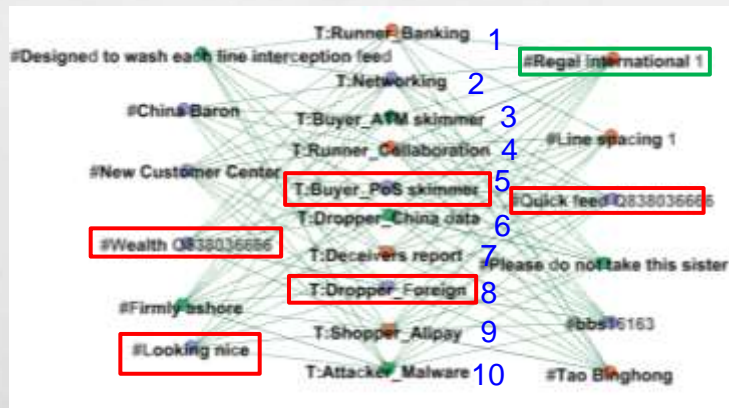 T:Runner_Banking 1
#Designed to wash each line interception feed
#Regal international 1
T:Networking 2
#China Baron
T:Buyer_ATM skimmer 3
#Line spacing 1
T:Runner_Collaboration 4
#New Customer Center
T:Buyer_PoS skimmer 5
#Quick feed Q838036666
T:Dropper_China data 6
#Wealth Q838036666
T:Deceivers report 7
#Please do not take this sister
T:Dropper_Foreign 8
#Firmly ashore
#bbs16163
T:Shopper_Alipay 9
#Looking nice
T:Attacker_Malware 10
#Tao Binghong